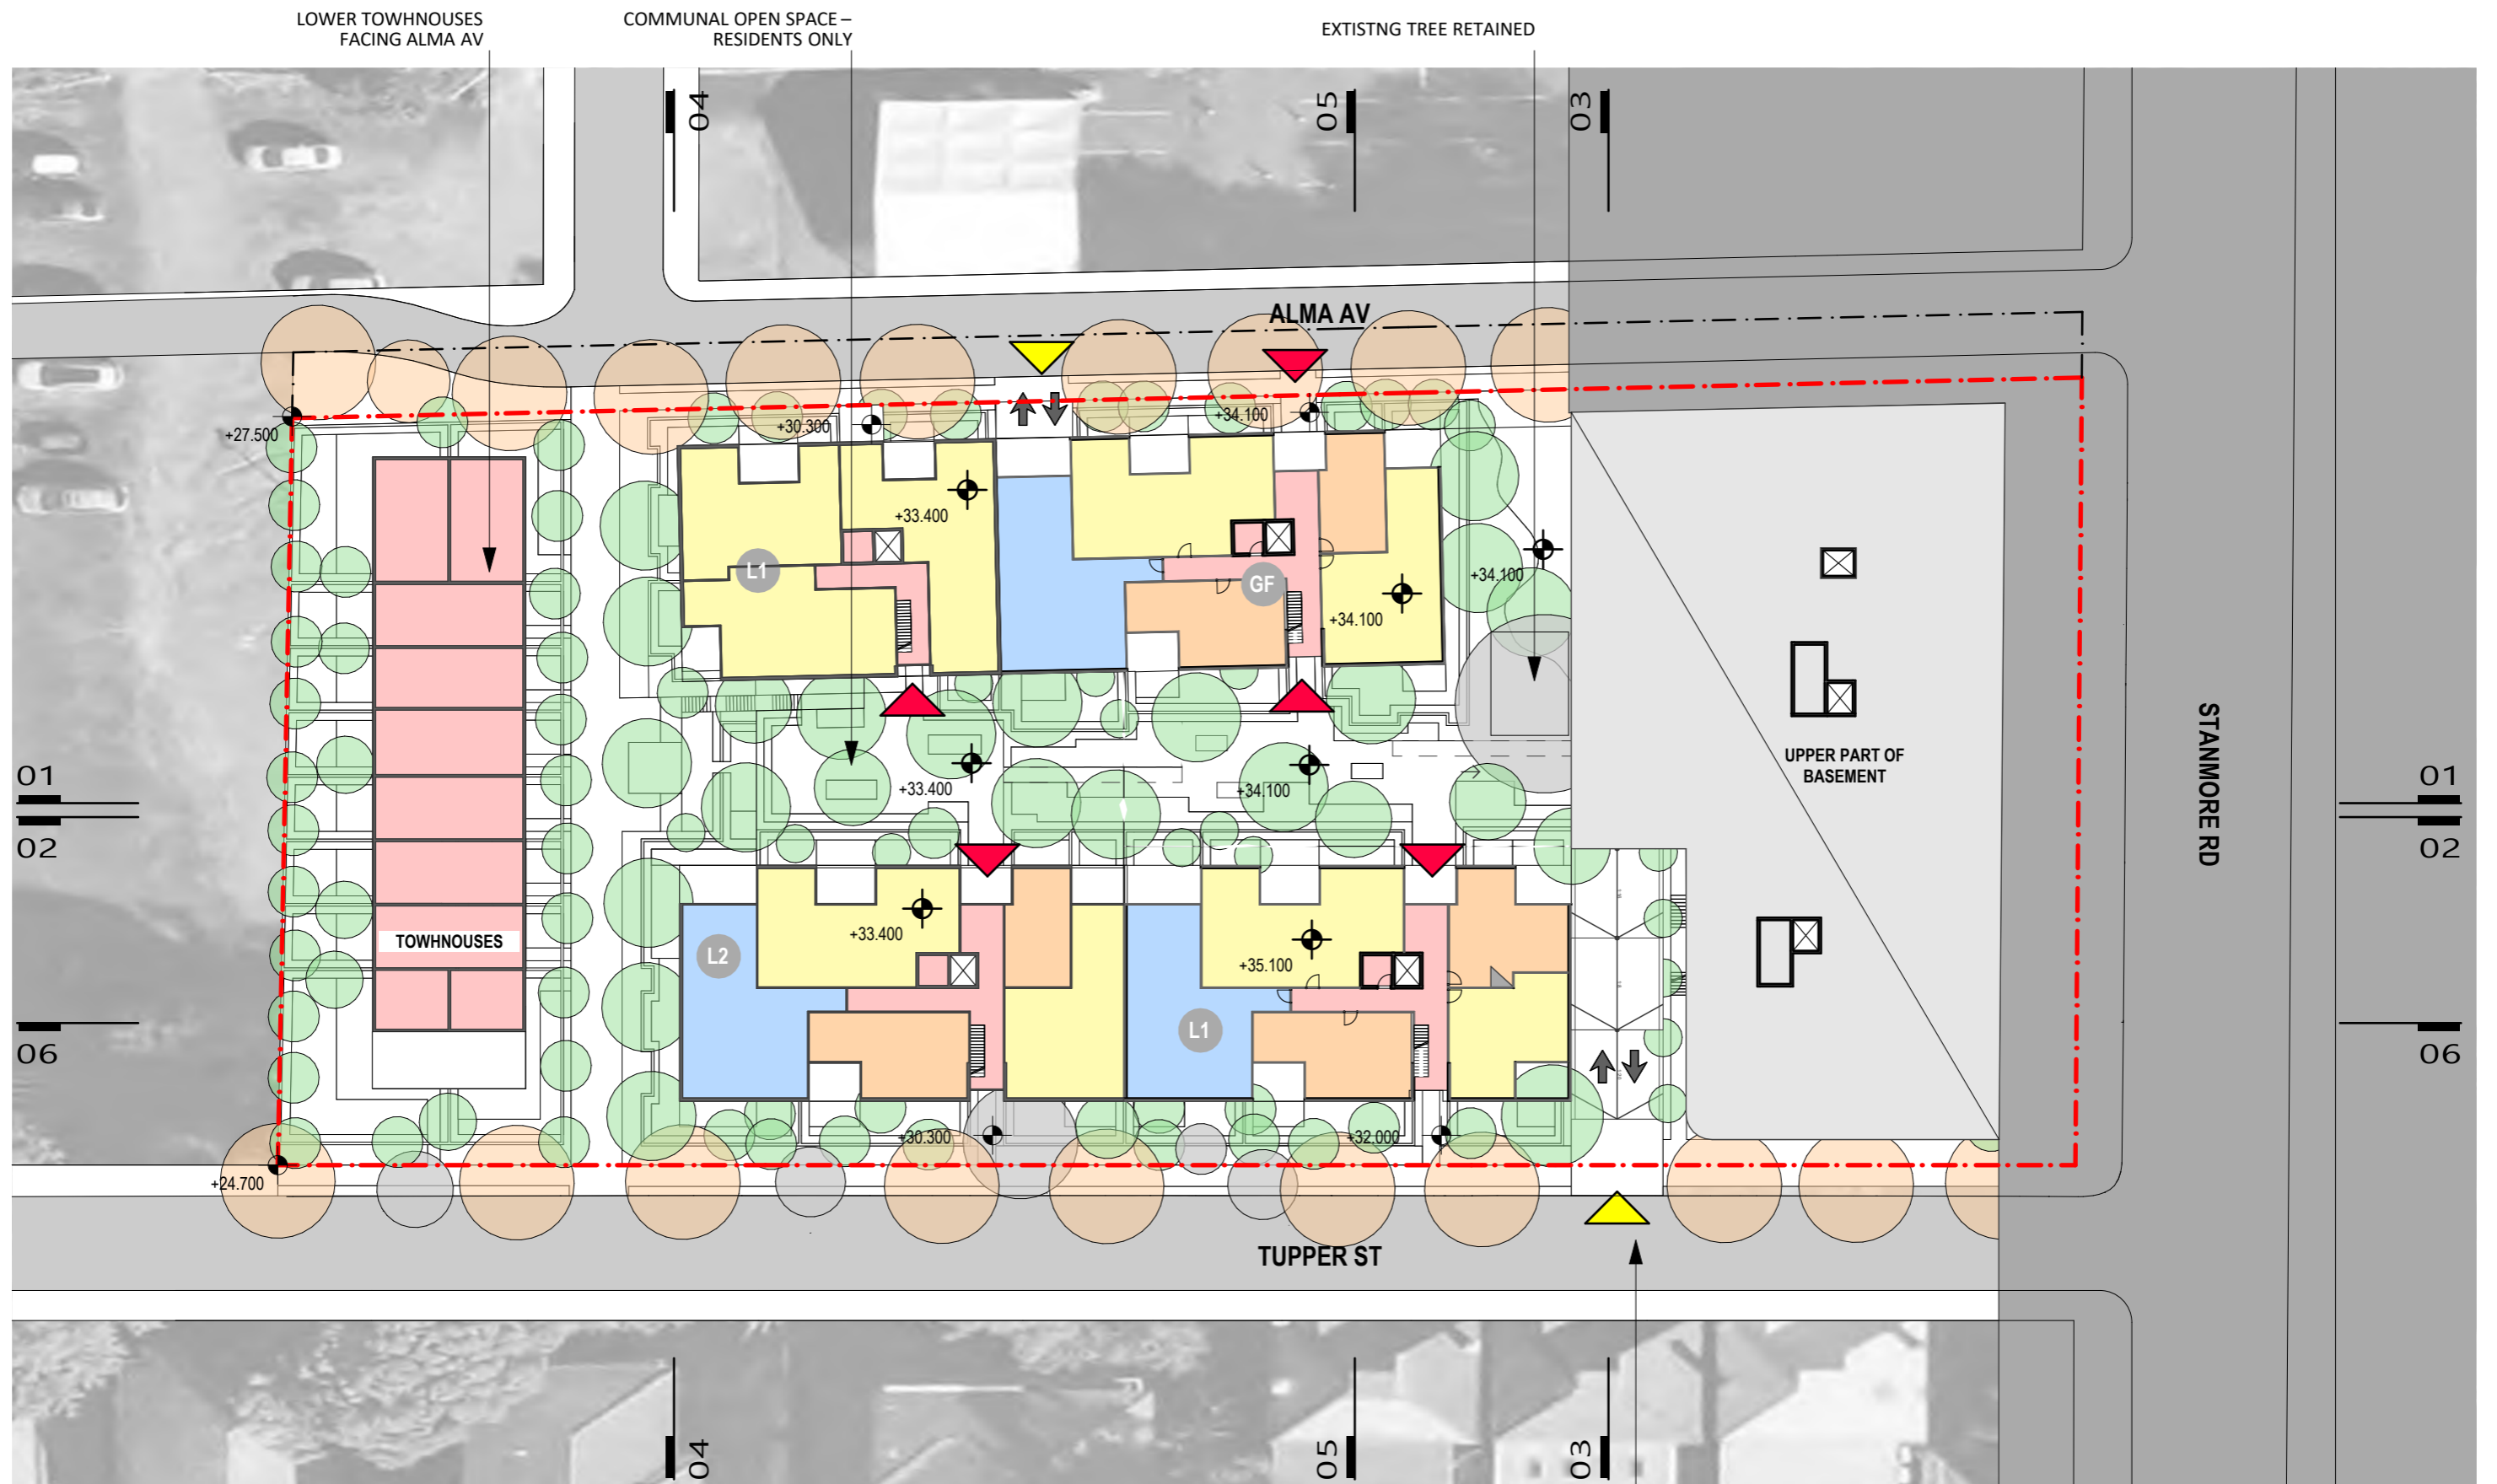 LOWER TOWHNOUSES
FACING ALMA AV
COMMUNAL OPEN SPACE –
RESIDENTS ONLY
EXTISTNG TREE RETAINED
04
05
03
ALMA AV
+27.500
+30.300
+34.100
+33.400
L1
GF
+34.100
+34.100
STANMORE RD
UPPER PART OF
BASEMENT
01
02
01
02
+33.400
+34.100
TOWHNOUSES
+33.400
L2
+35.100
L1
06
06
+30.300
+32.000
+24.700
TUPPER ST
04
05
03